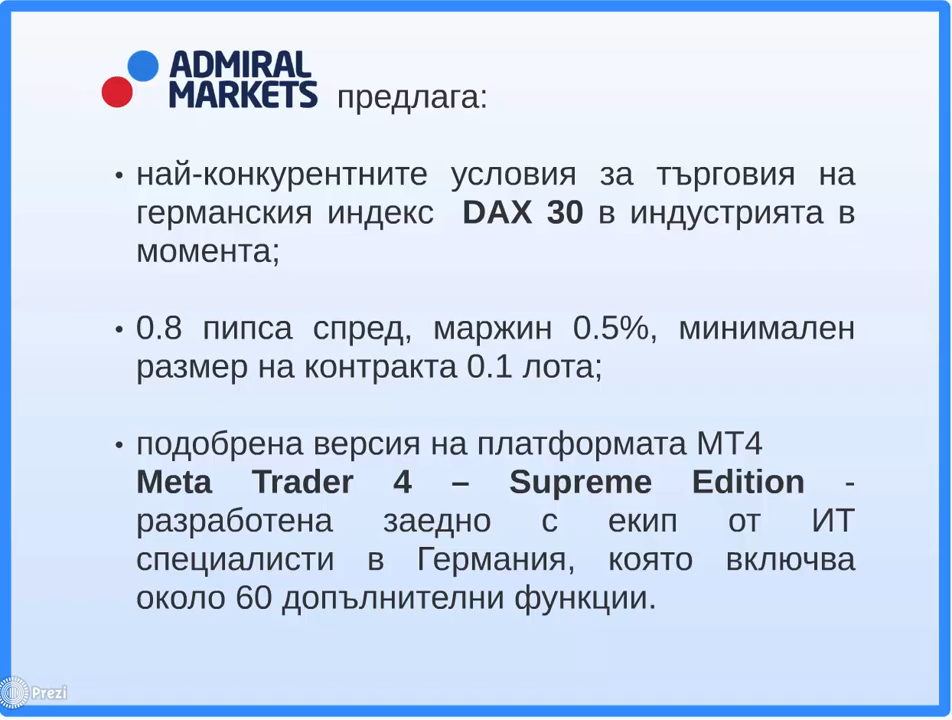 ADMIRAL
MARKETS предлага:
• най-конкурентните условия за търговия на
германския индекс DAX 30 в индустрията в
момента;
• 0.8 пипса спред, маржин 0.5%, минимален
размер на контракта 0.1 лота;
• подобрена версия на платформата МТ4
Meta Trader 4 – Supreme Edition -
разработена заедно с екип от ИТ
специалисти в Германия, която включва
около 60 допълнителни функции.
Prezi